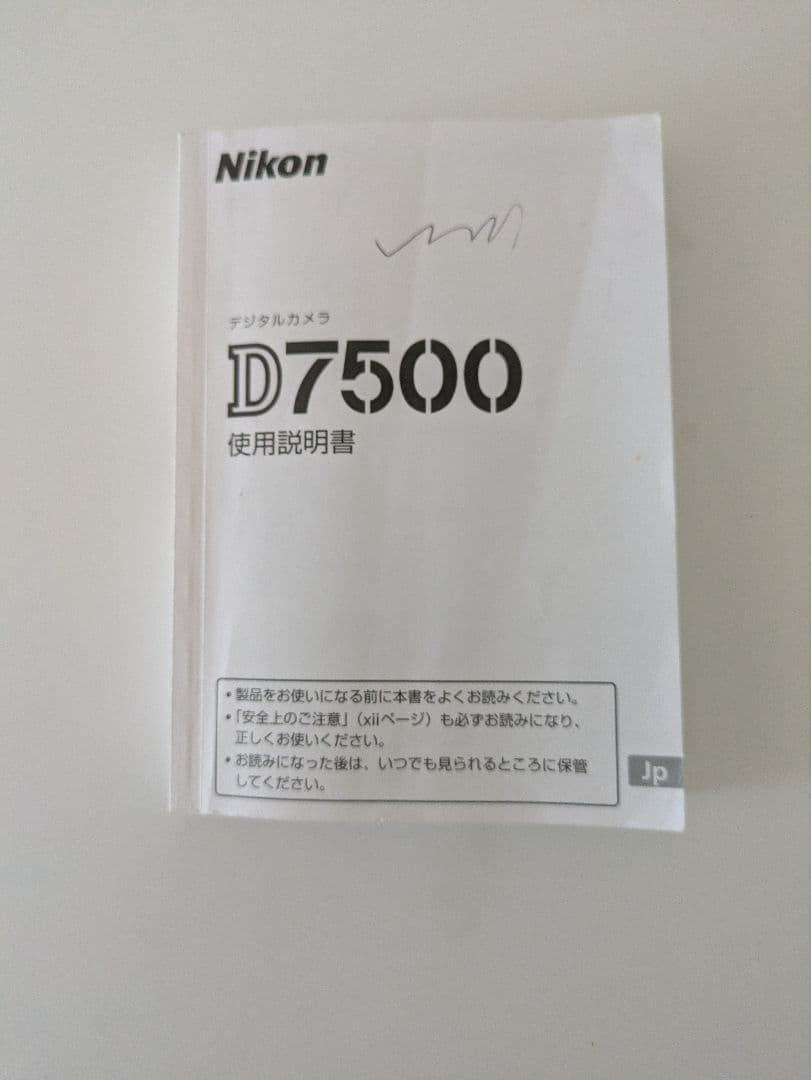 Nikon
デジタルカメラ
D7500
使用説明書
• 製品をお使いになる前に本書をよくお読みください。
• 「安全上のご注意」（xiiページ）も必ずお読みになり、
正しくお使いください。
• お読みになった後は、いつでも見られるところに保管
してください。
Jp